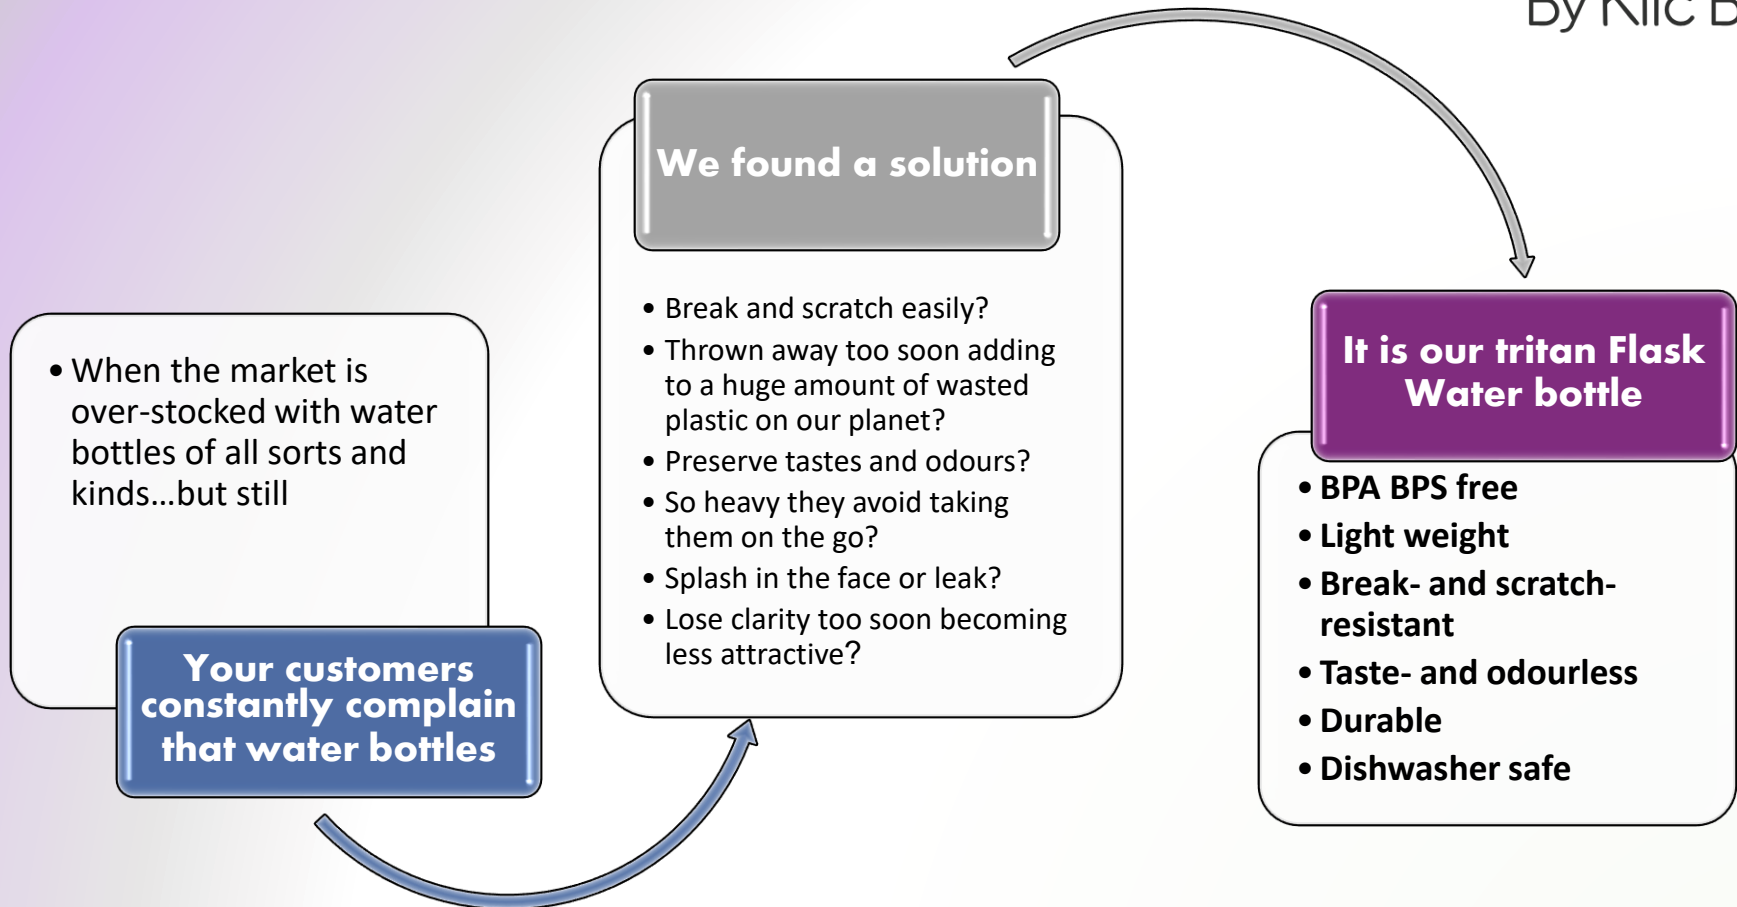 By
• When the market is
over-stocked with water
bottles of all sorts and
kinds...but still
Your customers
constantly complain
that water bottles
We found a solution
• Break and scratch easily?
• Thrown away too soon adding
to a huge amount of wasted
plastic on our planet?
• Preserve tastes and odours?
• So heavy they avoid taking
them on the go?
• Splash in the face or leak?
• Lose clarity too soon becoming
less attractive?
It is our tritan Flask
Water bottle
• BPA BPS free
• Light weight
• Break- and scratch-
resistant
• Taste- and odourless
• Durable
• Dishwasher safe